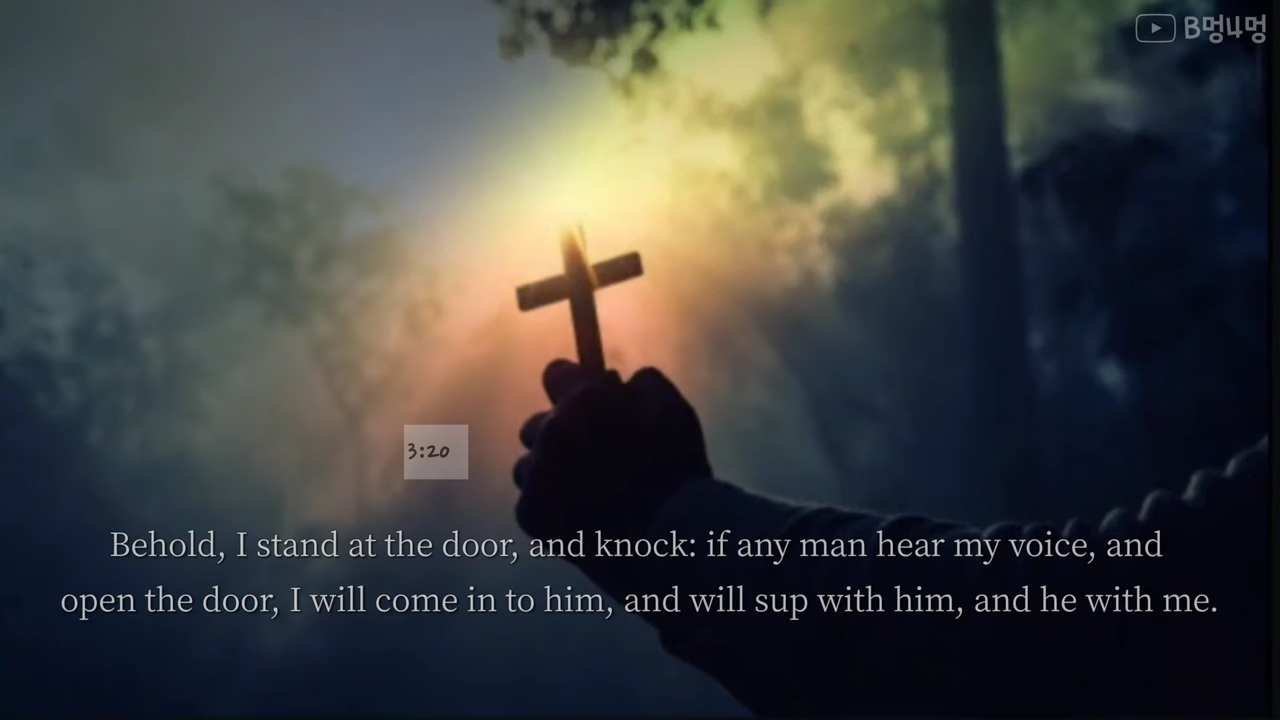 B멍4멍
3:20
Behold, I stand at the door, and knock: if any man hear my voice, and
open the door, I will come in to him, and will sup with him, and he with me.